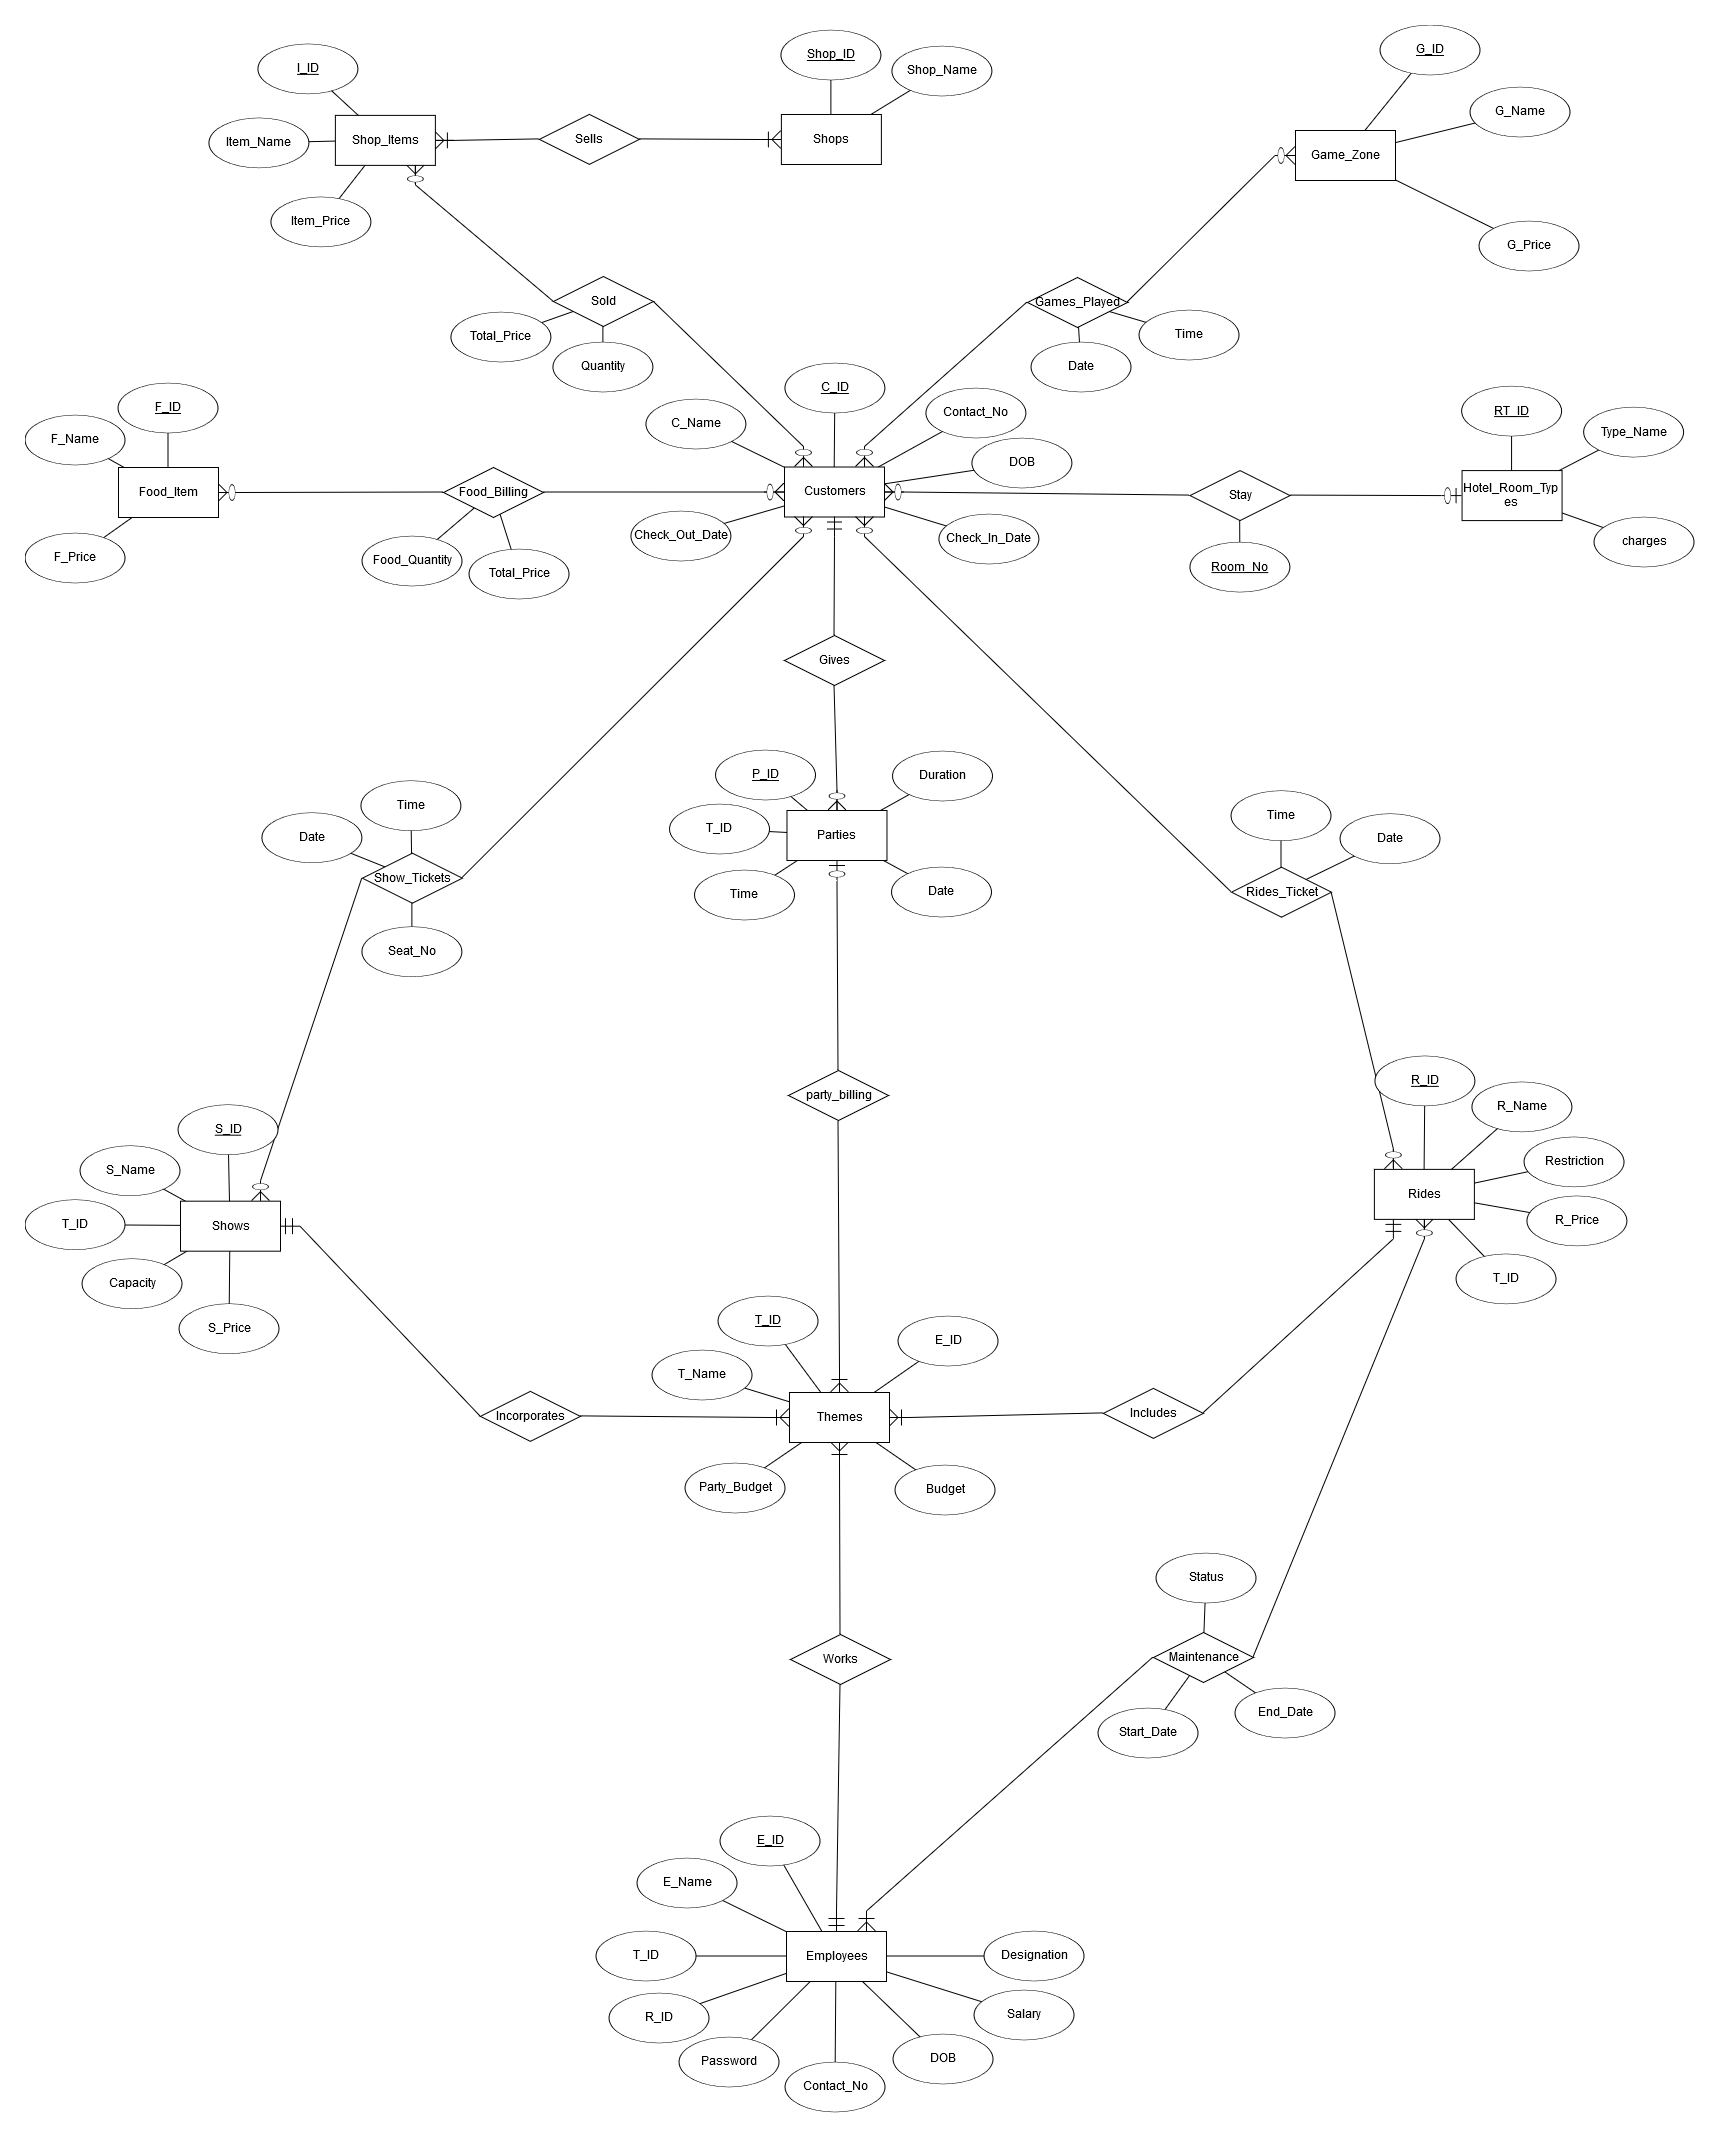 G_ID
Shop_ID
I_ID
Shop_Name
G_Name
Item_Name
Shop_Items
Sells
Shops
Game_Zone
Item_Price
G_Price
Sold
Games_Played
Total_Price
Time
Quantity
Date
C_ID
F_ID
Contact_No
RT_ID
F_Name
C_Name
Type_Name
DOB
Food_Item
Food_Billing
Customers
Stay
Hotel_Room_Typ
es
Check_Out_Date
Check_In_Date
charges
F_Price
Food_Quantity
Total_Price
Room_No
Gives
P_ID
Duration
Time
Time
Date
T_ID
Parties
Date
Show_Tickets
Time
Date
Rides_Ticket
Seat_No
R_ID
party_billing
R_Name
S_ID
S_Name
Restriction
Rides
T_ID
Shows
R_Price
Capacity
T_ID
S_Price
T_ID
E_ID
T_Name
Incorporates
Themes
Includes
Party_Budget
Budget
Status
Works
Maintenance
End_Date
Start_Date
E_ID
E_Name
T_ID
Employees
Designation
R_ID
Salary
Password
DOB
Contact_No